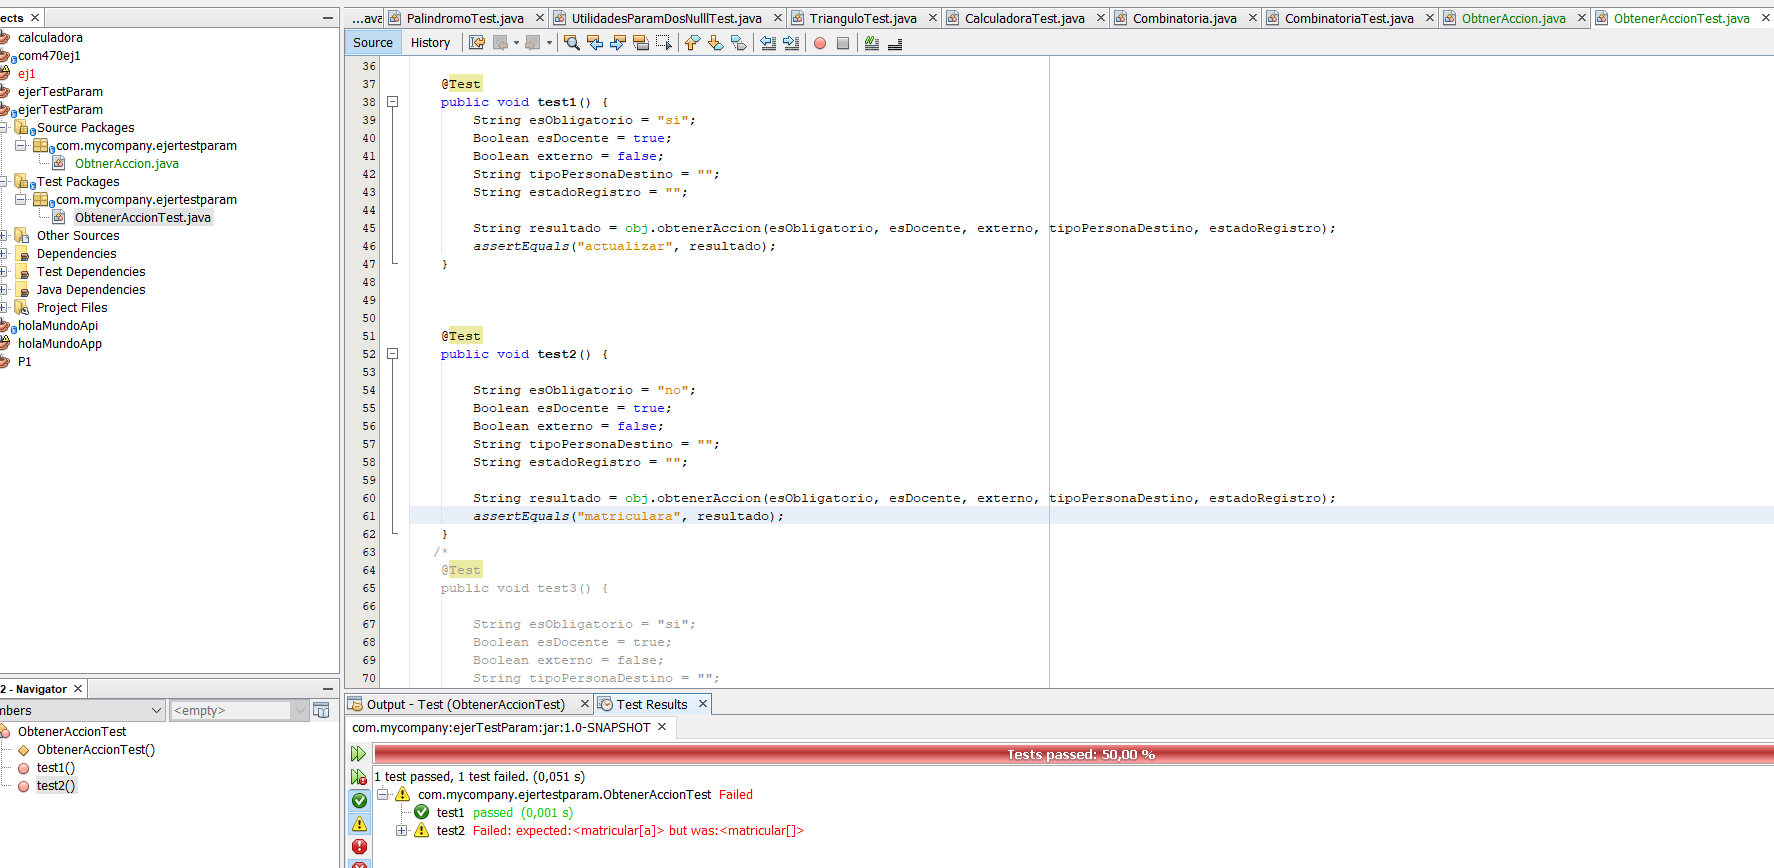 ects
calculadora
com470ej1
ej1
ejerTestParam
ejerTestParam
Source Packages
com.mycompany.ejertestparam
ObtnerAccion.java
Test Packages
com.mycompany.ejertestparam
ObtenerAccionTest.java
Other Sources
Dependencies
Test Dependencies
Java Dependencies
Project Files
holaMundoApi
holaMundoApp
P1
2 - Navigator
nbers
<empty>
ObtenerAccionTest
ObtenerAccionTest()
test1()
test2()
...ava PalindromoTest.java UtilidadesParamDosNulllTest.java TrianguloTest.java CalculadoraTest.java Combinatoria.java CombinatoriaTest.java ObtnerAccion.java ObtenerAccionTest.java
Source History
36
37 @Test
38 public void test1() {
39 String esObligatorio = "si";
40 Boolean esDocente = true;
41 Boolean externo = false;
42 String tipoPersonaDestino = "";
43 String estadoRegistro = "";
44
45 String resultado = obj.obtenerAccion(esObligatorio, esDocente, externo, tipoPersonaDestino, estadoRegistro);
46 assertEquals("actualizar", resultado);
47 }
48
49
50
51 @Test
52 public void test2() {
53
54 String esObligatorio = "no";
55 Boolean esDocente = true;
56 Boolean externo = false;
57 String tipoPersonaDestino = "";
58 String estadoRegistro = "";
59
60 String resultado = obj.obtenerAccion(esObligatorio, esDocente, externo, tipoPersonaDestino, estadoRegistro);
61 assertEquals("matriculara", resultado);
62 }
63 /*
64 @Test
65 public void test3() {
66
67 String esObligatorio = "si";
68 Boolean esDocente = true;
69 Boolean externo = false;
70 String tipoPersonaDestino = "";
Output - Test (ObtenerAccionTest) Test Results
com.mycompany:ejerTestParam:jar:1.0-SNAPSHOT
Tests passed: 50,00 %
1 test passed, 1 test failed. (0,051 s)
com.mycompany.ejertestparam.ObtenerAccionTest Failed
test1 passed (0,001 s)
test2 Failed: expected:<matricular[a]> but was:<matricular[]>